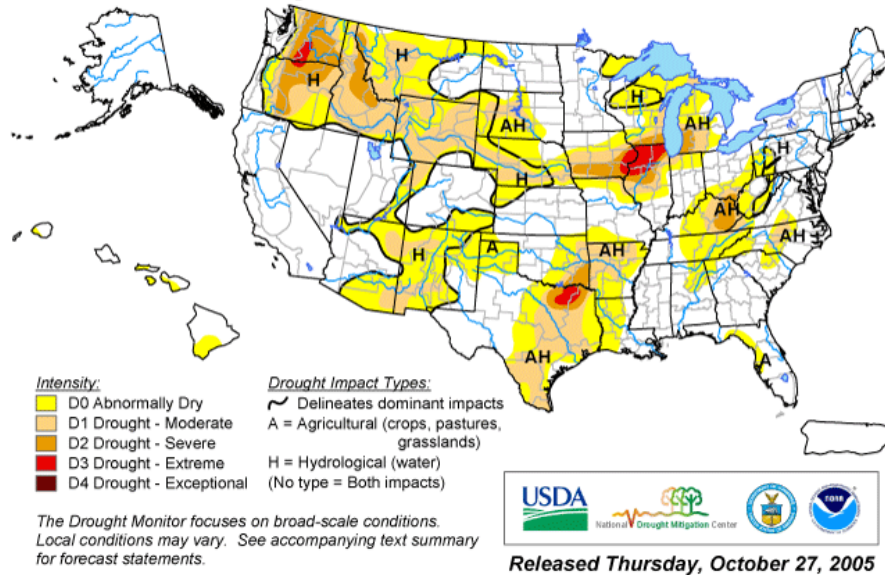 H
H
H
AH
AH
H
H
AH
H
A
AH
AH
AH
A
Intensity:
D0 Abnormally Dry
D1 Drought - Moderate
D2 Drought - Severe
D3 Drought - Extreme
D4 Drought - Exceptional
Drought Impact Types:
Delineates dominant impacts
A = Agricultural (crops, pastures,
grasslands)
H = Hydrological (water)
(No type = Both impacts)
The Drought Monitor focuses on broad-scale conditions.
Local conditions may vary. See accompanying text summary
for forecast statements.
USDA
National Drought Mitigation Center
NOAA
Released Thursday, October 27, 2005